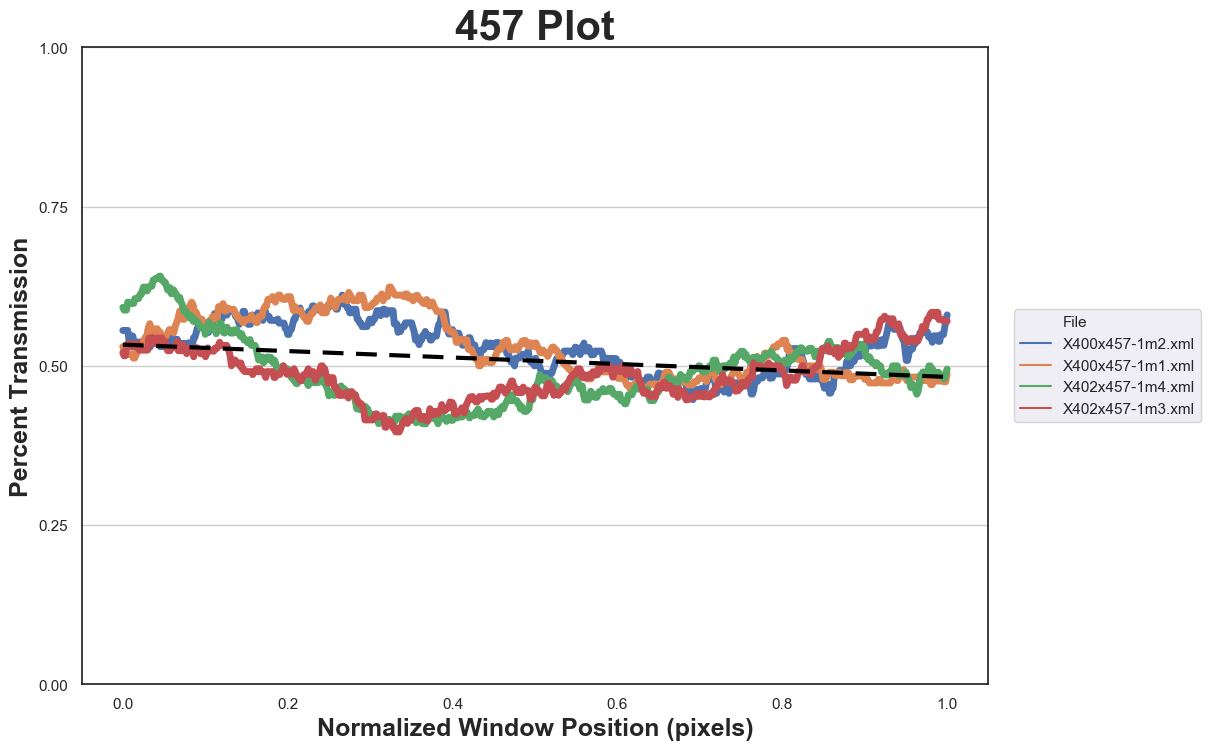 457 Plot
Percent Transmission
1.00
0.75
0.50
0.25
0.00
0.0 0.2 0.4 0.6 0.8 1.0
Normalized Window Position (pixels)
File
X400x457-1m2.xml
X400x457-1m1.xml
X402x457-1m4.xml
X402x457-1m3.xml